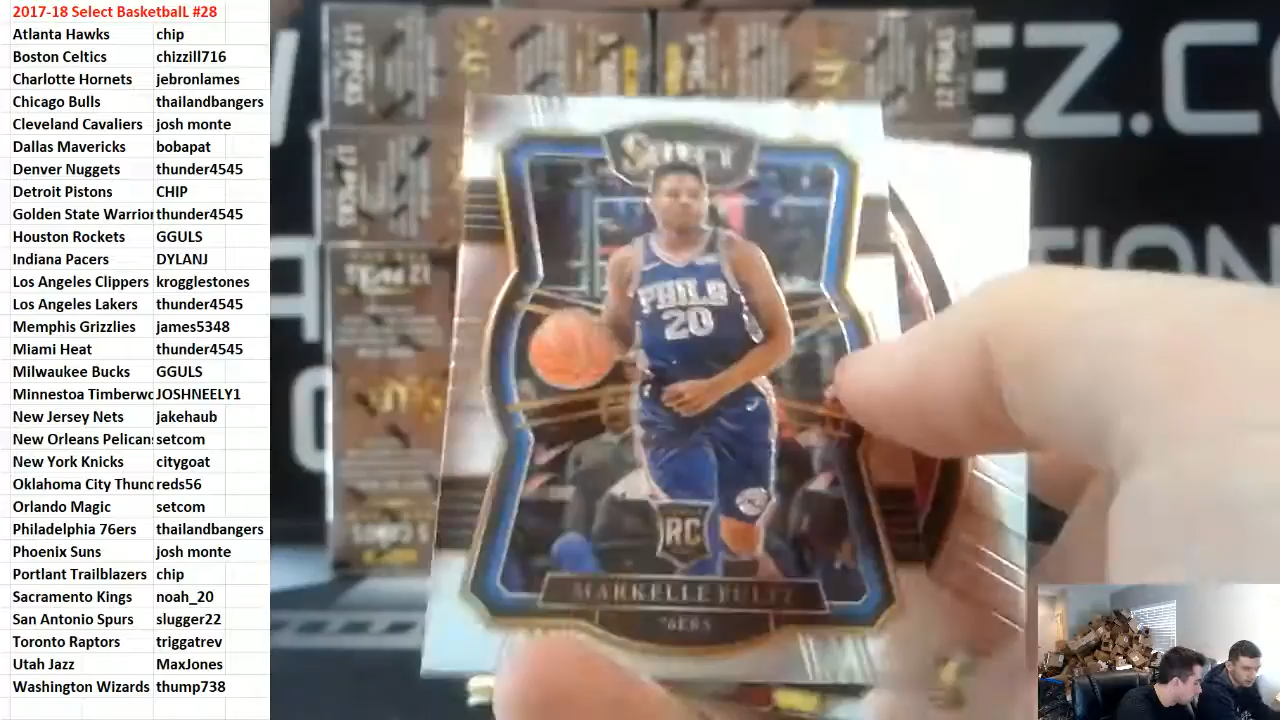 2017-18 Select BasketbalL #28
Atlanta Hawks chip
Boston Celtics chizzill716
Charlotte Hornets jebronlames
Chicago Bulls thailandbangers
Cleveland Cavaliers josh monte
Dallas Mavericks bobapat
Denver Nuggets thunder4545
Detroit Pistons CHIP
Golden State Warrior thunder4545
Houston Rockets GGULS
Indiana Pacers DYLANJ
Los Angeles Clippers krogglestones
Los Angeles Lakers thunder4545
Memphis Grizzlies james5348
Miami Heat thunder4545
Milwaukee Bucks GGULS
Minnestoa Timberwo JOSHNEELY1
New Jersey Nets jakehaub
New Orleans Pelican setcom
New York Knicks citygoat
Oklahoma City Thund reds56
Orlando Magic setcom
Philadelphia 76ers thailandbangers
Phoenix Suns josh monte
Portlant Trailblazers chip
Sacramento Kings noah_20
San Antonio Spurs slugger22
Toronto Raptors triggatrev
Utah Jazz MaxJones
Washington Wizards thump738
SELECT
PHILA
20
RC
MARKELLE FULTZ
76ERS
EZ.C
TION
12 PACKS